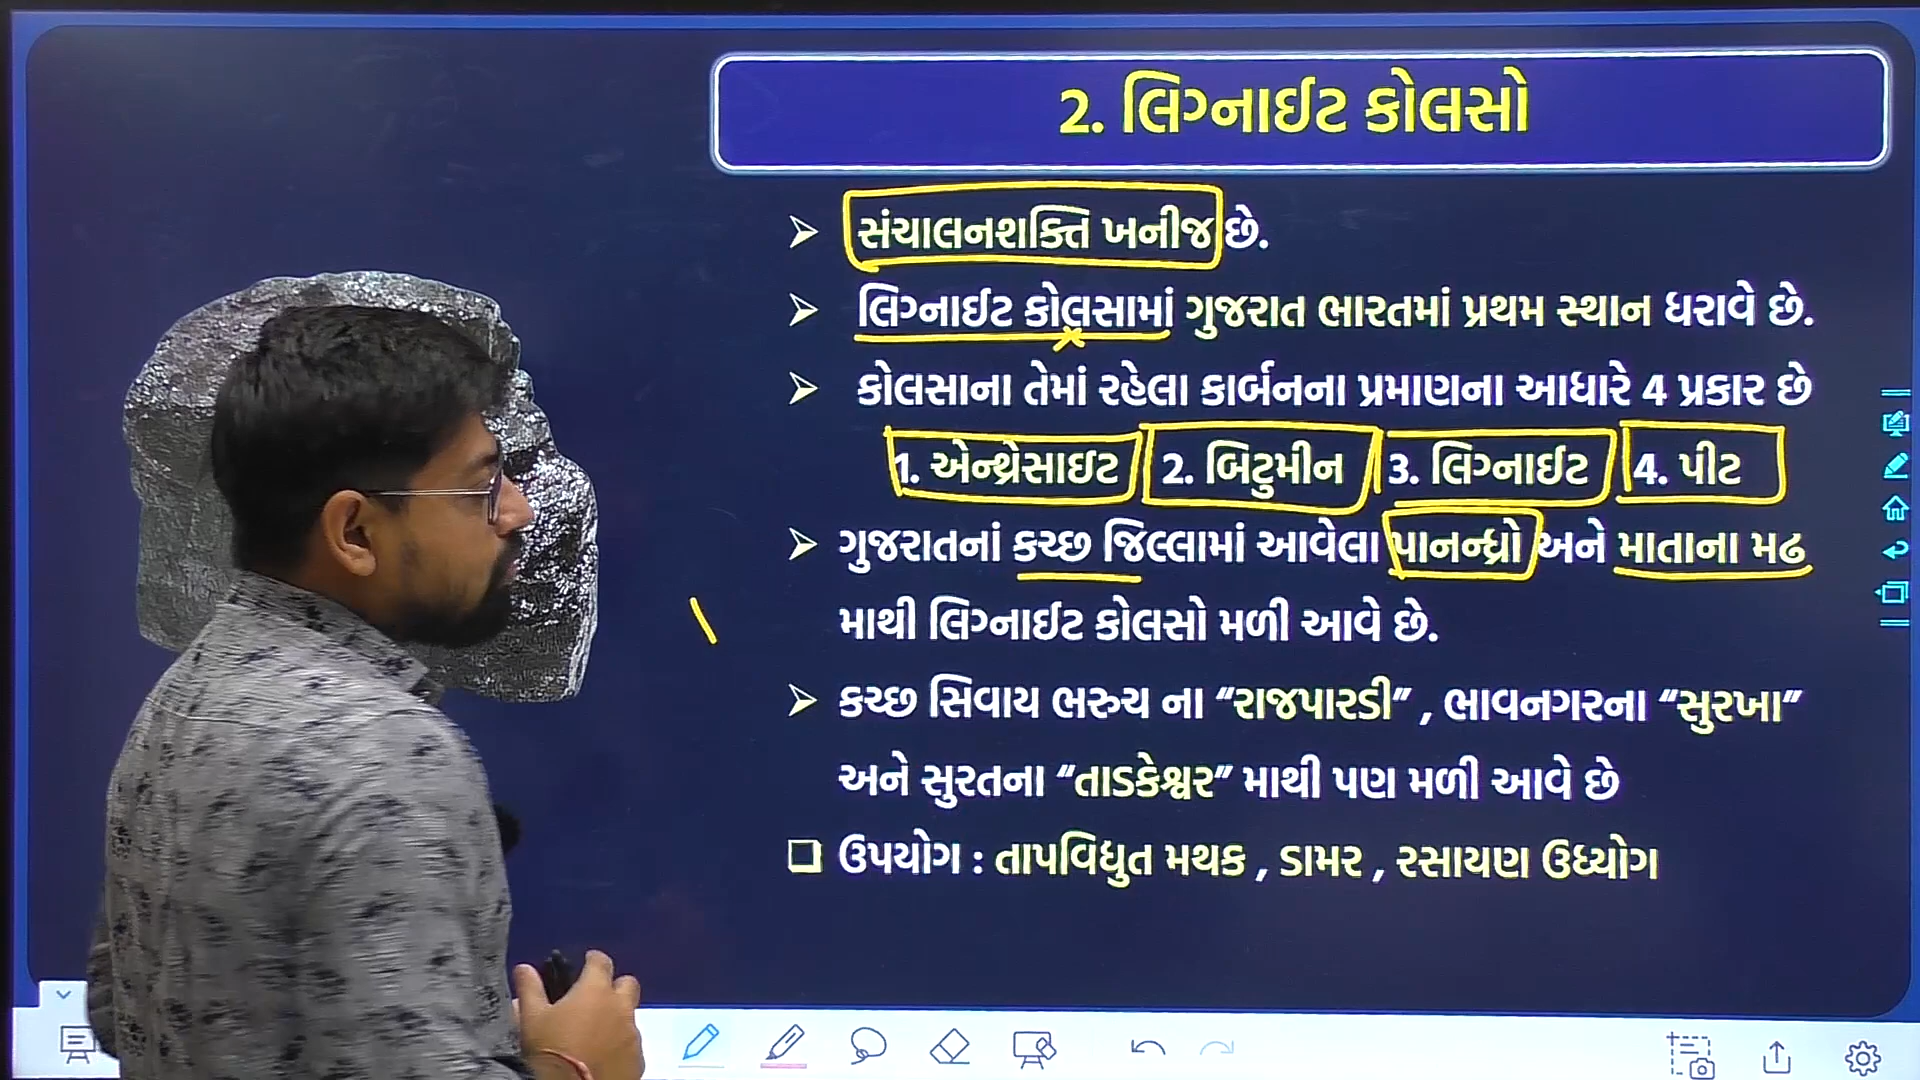 2. લિગ્નાઈટ કોલસો
➢ સંચાલનશક્તિ ખનીજ છે.
➢ લિગ્નાઈટ કોલસામાં ગુજરાત ભારતમાં પ્રથમ સ્થાન ધરાવે છે.
➢ કોલસાના તેમાં રહેલા કાર્બનના પ્રમાણના આધારે 4 પ્રકાર છે
1. એન્થ્રેસાઇટ 2. બિટુમીન 3. લિગ્નાઈટ 4. પીટ
➢ ગુજરાતનાં કચ્છ જિલ્લામાં આવેલા પાનન્ધ્રો અને માતાના મઢ
માથી લિગ્નાઈટ કોલસો મળી આવે છે.
➢ કચ્છ સિવાય ભરુચ ના “રાજપારડી” , ભાવનગરના “સુરખા”
અને સુરતના “તાડકેશ્વર” માથી પણ મળી આવે છે
❑ ઉપયોગ : તાપવિદ્યુત મથક , ડામર , રસાયણ ઉધ્યોગ